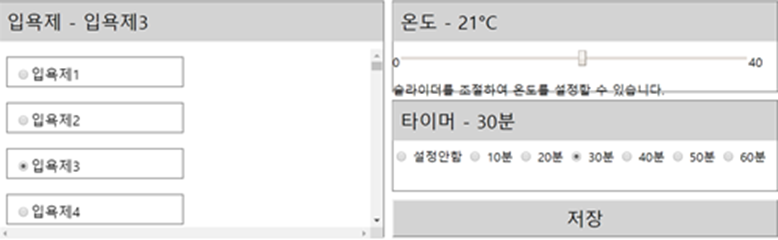 입욕제 - 입욕제3
입욕제1
입욕제2
입욕제3
입욕제4
온도 - 21℃
0 40
슬라이더를 조절하여 온도를 설정할 수 있습니다.
타이머 - 30분
설정안함 10분 20분 30분 40분 50분 60분
저장